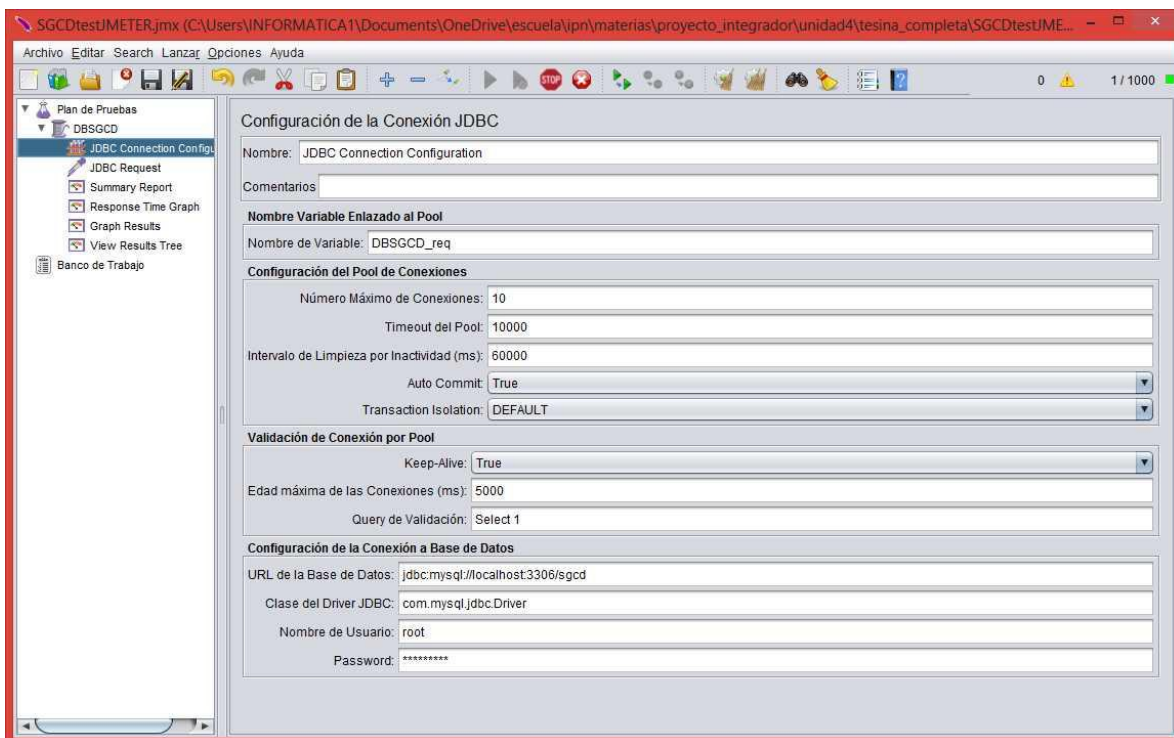 SGCDtestJMETER.jmx (C:\Users\INFORMATICA1\Documents\OneDrive\escuela\ipn\materias\proyecto_integrador\unidad4\tesina_completa\SGCDtestJME...
Archivo Editar Search Lanzar Opciones Ayuda
STOP ? 0 1 / 1000
Plan de Pruebas
DBSGCD
JDBC Connection Configu
JDBC Request
Summary Report
Response Time Graph
Graph Results
View Results Tree
Banco de Trabajo
Configuración de la Conexión JDBC
Nombre: JDBC Connection Configuration
Comentarios
Nombre Variable Enlazado al Pool
Nombre de Variable: DBSGCD_req
Configuración del Pool de Conexiones
Número Máximo de Conexiones: 10
Timeout del Pool: 10000
Intervalo de Limpieza por Inactividad (ms): 60000
Auto Commit: True
Transaction Isolation: DEFAULT
Validación de Conexión por Pool
Keep-Alive: True
Edad máxima de las Conexiones (ms): 5000
Query de Validación: Select 1
Configuración de la Conexión a Base de Datos
URL de la Base de Datos: jdbc:mysql://localhost:3306/sgcd
Clase del Driver JDBC: com.mysql.jdbc.Driver
Nombre de Usuario: root
Password: *********